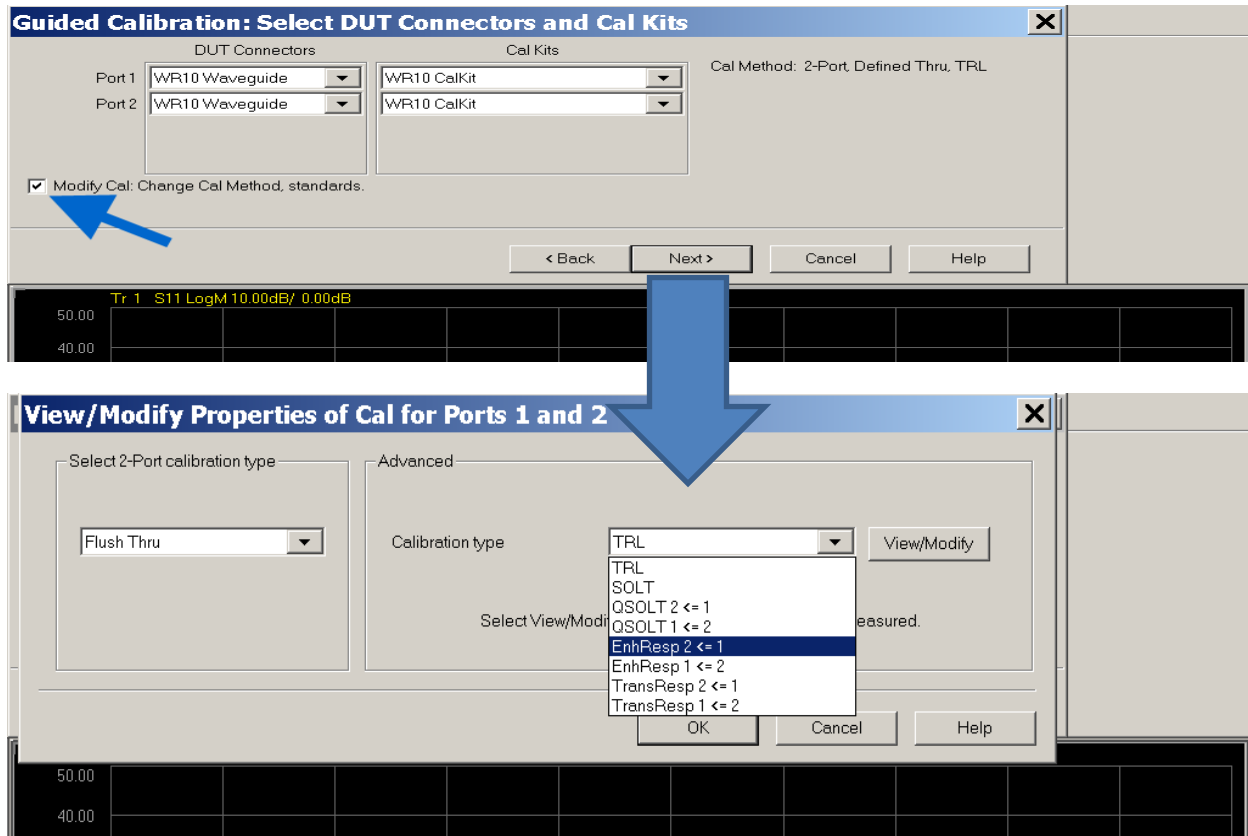 Guided Calibration: Select DUT Connectors and Cal Kits
DUT Connectors Cal Kits
Cal Method: 2-Port, Defined Thru, TRL
Port 1 WR10 Waveguide WR10 CalKit
Port 2 WR10 Waveguide WR10 CalKit
Modify Cal: Change Cal Method, standards.
< Back Next > Cancel Help
Tr 1 S11 LogM 10.00dB/ 0.00dB
50.00
40.00
View/Modify Properties of Cal for Ports 1 and 2
Select 2-Port calibration type Advanced
Flush Thru Calibration type TRL View/Modify
TRL
SOLT
QSOLT 2 <= 1
Select View/Modi easured.
QSOLT 1 <= 2
EnhResp 2 <= 1
EnhResp 1 <= 2
TransResp 2 <= 1
TransResp 1 <= 2
OK Cancel Help
50.00
40.00